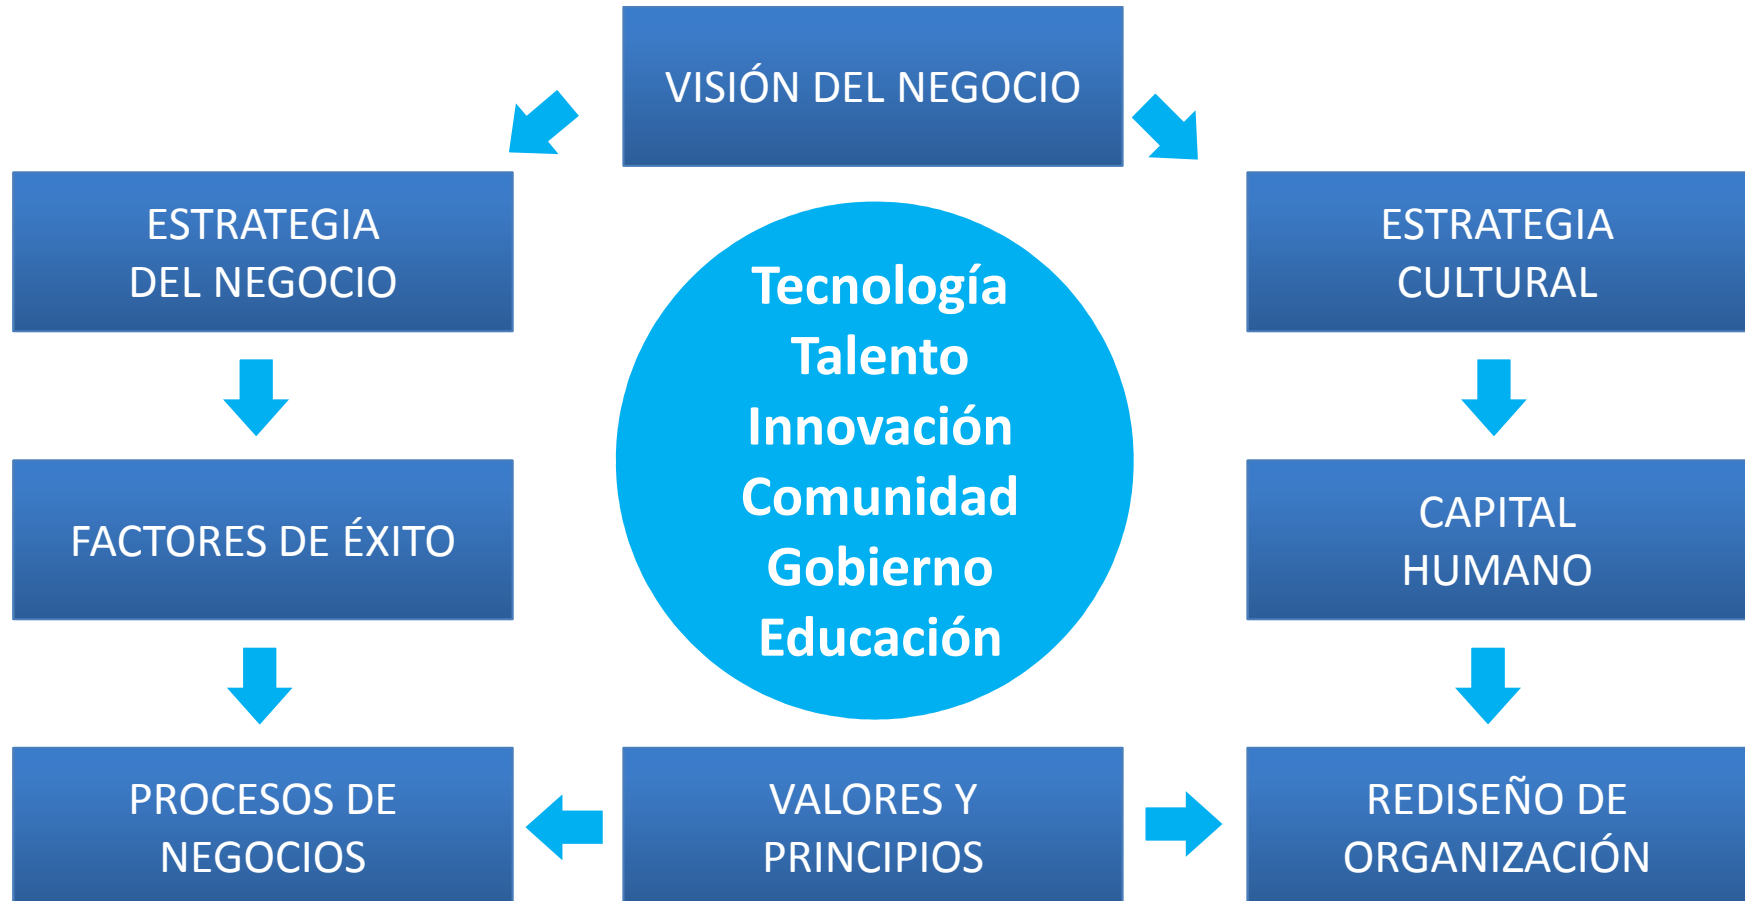 VISIÓN DEL NEGOCIO
ESTRATEGIA
DEL NEGOCIO
ESTRATEGIA
CULTURAL
Tecnología
Talento
Innovación
Comunidad
Gobierno
Educación
FACTORES DE ÉXITO
CAPITAL
HUMANO
PROCESOS DE
NEGOCIOS
VALORES Y
PRINCIPIOS
REDISEÑO DE
ORGANIZACIÓN